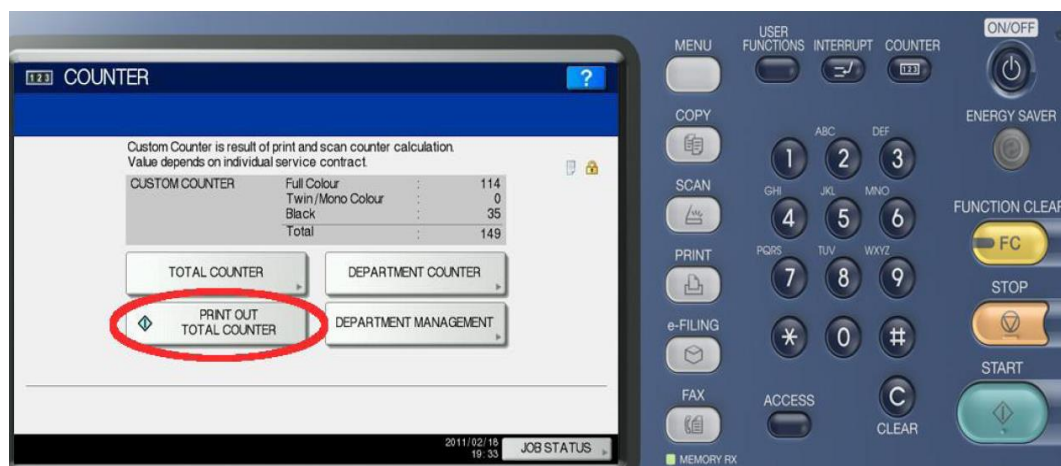 123 COUNTER ?
Custom Counter is result of print and scan counter calculation.
Value depends on individual service contract.
CUSTOM COUNTER Full Colour : 114
Twin/Mono Colour : 0
Black : 35
Total : 149
TOTAL COUNTER
DEPARTMENT COUNTER
PRINT OUT
TOTAL COUNTER
DEPARTMENT MANAGEMENT
2011/02/18
19:33
JOB STATUS
MENU
USER
FUNCTIONS
INTERRUPT
COUNTER
123
ON/OFF
COPY
ENERGY SAVER
ABC DEF
1 2 3
SCAN
GHI JKL MNO
4 5 6
FUNCTION CLEAR
FC
PRINT
PQRS TUV WXYZ
7 8 9
STOP
e-FILING
* 0 #
START
FAX
ACCESS
C
CLEAR
MEMORY RX